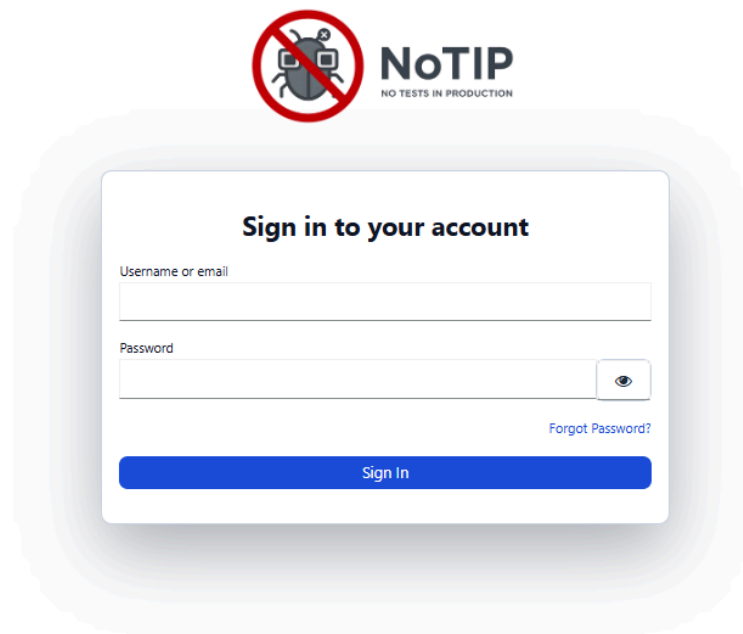 NoTIP
NO TESTS IN PRODUCTION
Sign in to your account
Username or email
Password
Forgot Password?
Sign In